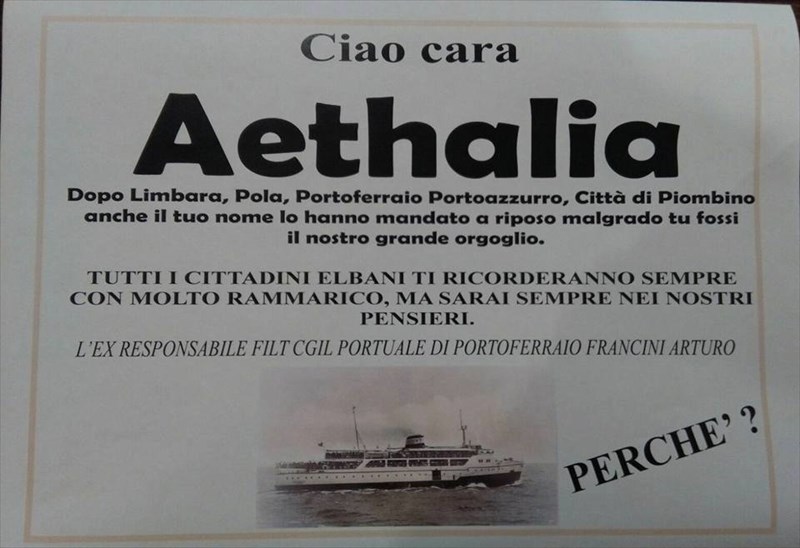 Ciao cara
Aethalia
Dopo Limbara, Pola, Portoferraio Portoazzurro, Città di Piombino
anche il tuo nome lo hanno mandato a riposo malgrado tu fossi
il nostro grande orgoglio.
TUTTI I CITTADINI ELBANI TI RICORDERANNO SEMPRE
CON MOLTO RAMMARICO, MA SARAI SEMPRE NEI NOSTRI
PENSIERI.
L'EX RESPONSABILE FILT CGIL PORTUALE DI PORTOFERRAIO FRANCINI ARTURO
PERCHE' ?